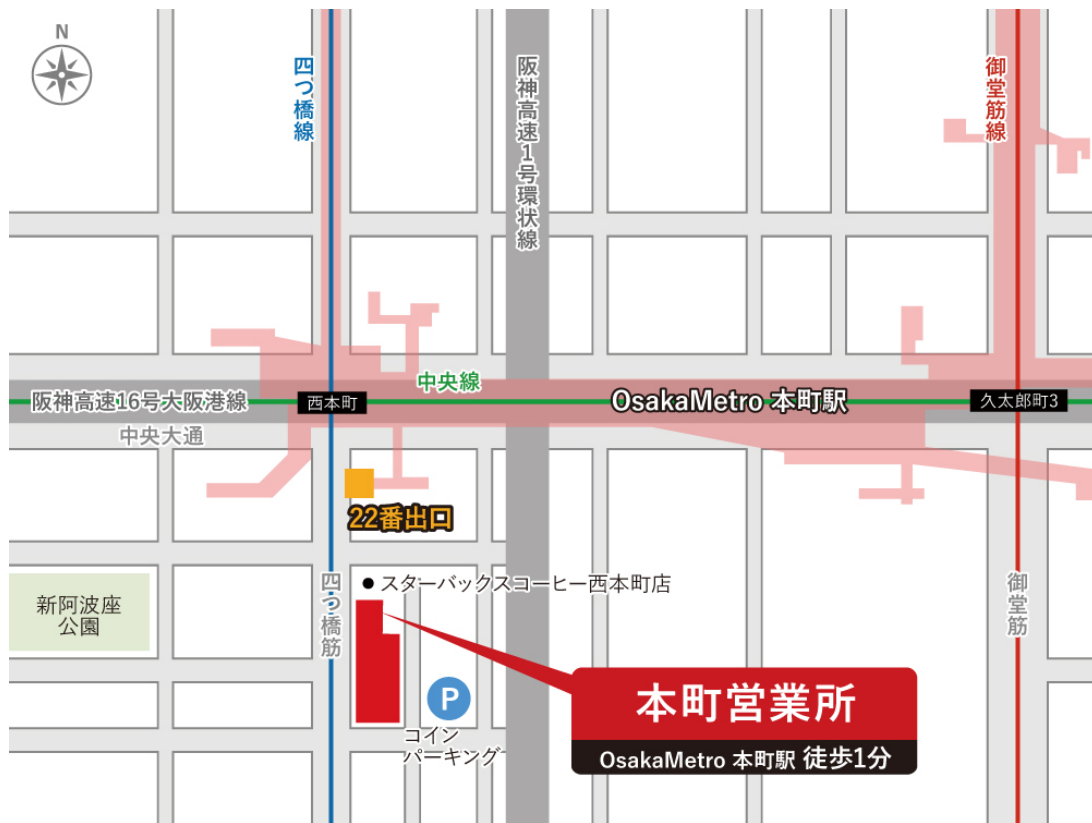 N
四つ橋線
阪神高速1号環状線
御堂筋線
中央線
阪神高速16号大阪港線
西本町
OsakaMetro 本町駅
久太郎町3
中央大通
22番出口
スターバックスコーヒー西本町店
新阿波座
公園
四つ橋筋
御堂筋
本町営業所
OsakaMetro 本町駅 徒歩1分
P
コイン
パーキング